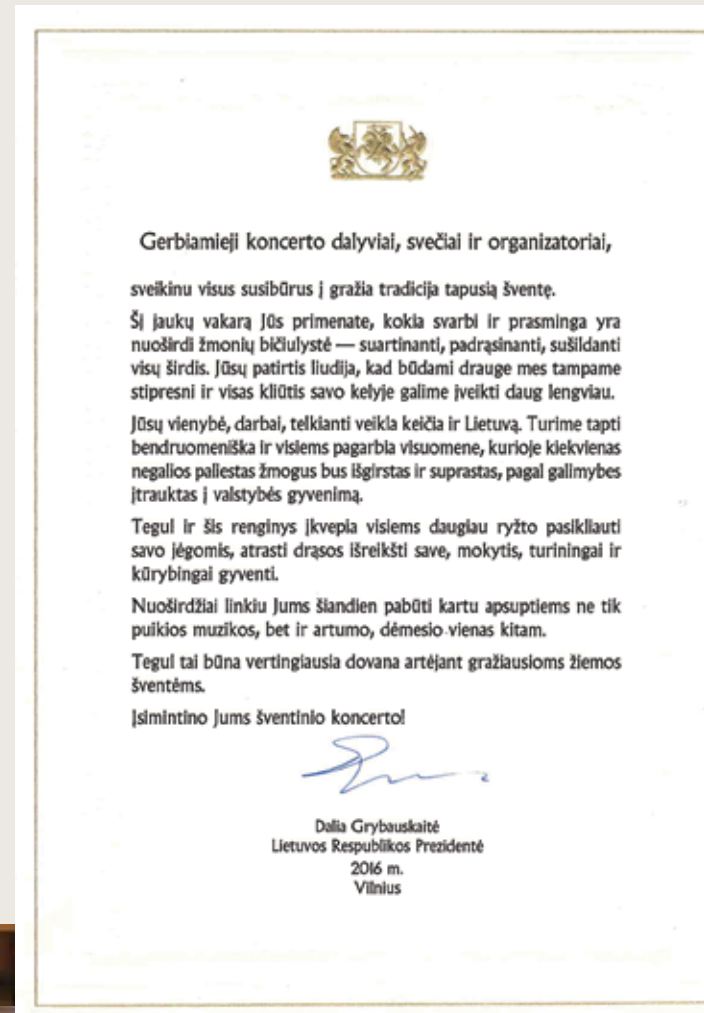 Gerbiamieji koncerto dalyviai, svečiai ir organizatoriai,
sveikinu visus susibūrus į gražia tradicija tapusią šventę.
Šį jaukų vakarą Jūs primenate, kokia svarbi ir prasminga yra
nuoširdi žmonių bičiulystė — suartinanti, padrąsinanti, sušildanti
visų širdis. Jūsų patirtis liudija, kad būdami drauge mes tampame
stipresni ir visas kliūtis savo kelyje galime įveikti daug lengviau.
Jūsų vienybė, darbai, telkianti veikla keičia ir Lietuvą. Turime tapti
bendruomeniška ir visiems pagarbia visuomene, kurioje kiekvienas
negalios paliestas žmogus bus išgirstas ir suprastas, pagal galimybes
įtrauktas į valstybės gyvenimą.
Tegul ir šis renginys įkvepia visiems daugiau ryžto pasikliauti
savo jėgomis, atrasti drąsos išreikšti save, mokytis, turiningai ir
kūrybingai gyventi.
Nuoširdžiai linkiu Jums šiandien pabūti kartu apsuptiems ne tik
puikios muzikos, bet ir artumo, dėmesio vienas kitam.
Tegul tai būna vertingiausia dovana artėjant gražiausioms žiemos
šventėms.
Įsimintino Jums šventinio koncerto!
Dalia Grybauskaitė
Lietuvos Respublikos Prezidentė
2016 m.
Vilnius